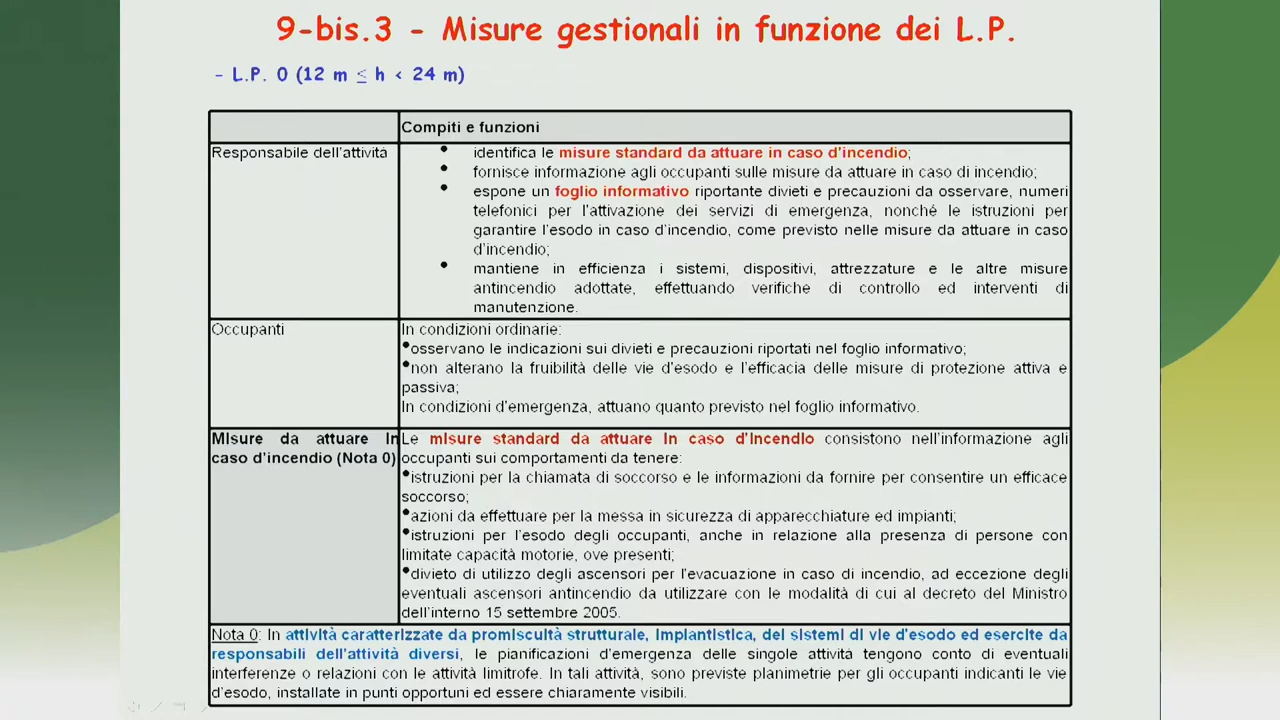 9-bis.3 - Misure gestionali in funzione dei L.P.
- L.P. 0 (12 m ≤ h < 24 m)
Compiti e funzioni
Responsabile dell'attività
• identifica le misure standard da attuare in caso d'incendio;
• fornisce informazione agli occupanti sulle misure da attuare in caso di incendio;
• espone un foglio informativo riportante divieti e precauzioni da osservare, numeri
telefonici per l'attivazione dei servizi di emergenza, nonché le istruzioni per
garantire l'esodo in caso d'incendio, come previsto nelle misure da attuare in caso
d'incendio;
• mantiene in efficienza i sistemi, dispositivi, attrezzature e le altre misure
antincendio adottate, effettuando verifiche di controllo ed interventi di
manutenzione.
Occupanti
In condizioni ordinarie:
•osservano le indicazioni sui divieti e precauzioni riportati nel foglio informativo;
•non alterano la fruibilità delle vie d'esodo e l'efficacia delle misure di protezione attiva e
passiva;
In condizioni d'emergenza, attuano quanto previsto nel foglio informativo.
Misure da attuare in
caso d'incendio (Nota 0)
Le misure standard da attuare in caso d'incendio consistono nell'informazione agli
occupanti sui comportamenti da tenere:
•istruzioni per la chiamata di soccorso e le informazioni da fornire per consentire un efficace
soccorso;
•azioni da effettuare per la messa in sicurezza di apparecchiature ed impianti;
•istruzioni per l'esodo degli occupanti, anche in relazione alla presenza di persone con
limitate capacità motorie, ove presenti;
•divieto di utilizzo degli ascensori per l'evacuazione in caso di incendio, ad eccezione degli
eventuali ascensori antincendio da utilizzare con le modalità di cui al decreto del Ministro
dell'interno 15 settembre 2005.
Nota 0: In attività caratterizzate da promiscuità strutturale, impiantistica, dei sistemi di vie d'esodo ed esercite da
responsabili dell'attività diversi, le pianificazioni d'emergenza delle singole attività tengono conto di eventuali
interferenze o relazioni con le attività limitrofe. In tali attività, sono previste planimetrie per gli occupanti indicanti le vie
d'esodo, installate in punti opportuni ed essere chiaramente visibili.